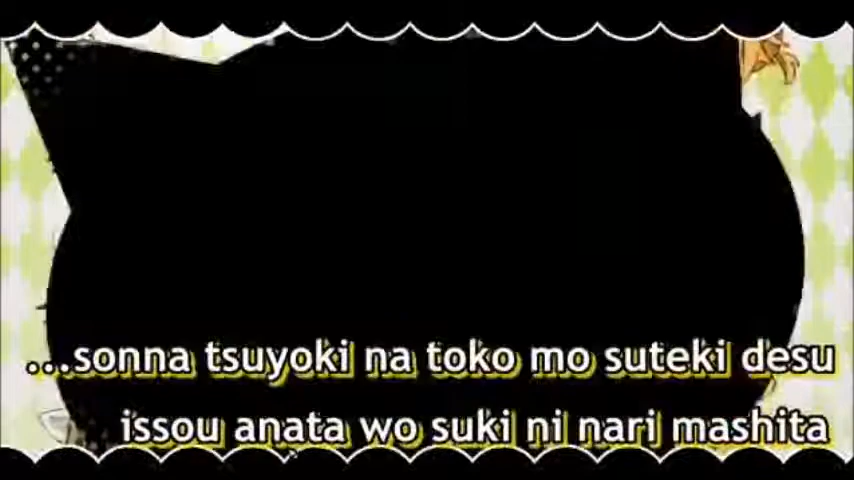 ...sonna tsuyoki na toko mo suteki desu
issou anata wo suki ni nari mashita